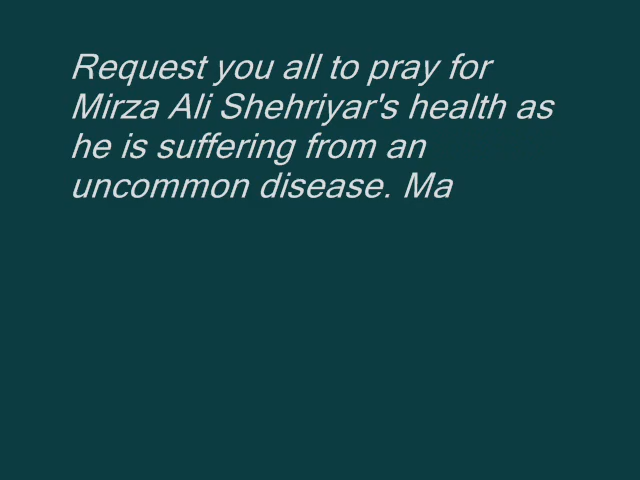 Request you all to pray for
Mirza Ali Shehriyar's health as
he is suffering from an
uncommon disease. Ma